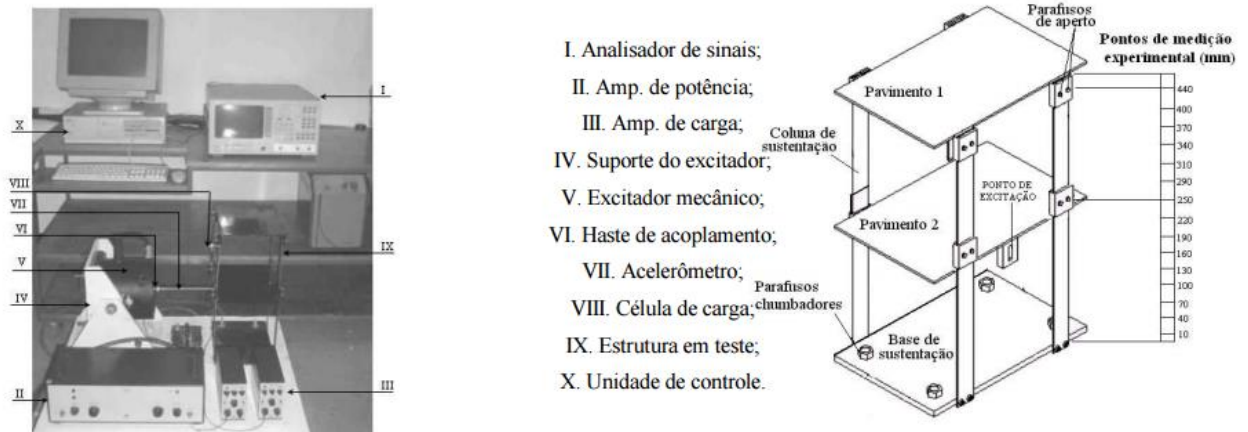 I
X
VIII
VII
VI
V
IV
IX
II
III
I. Analisador de sinais;
II. Amp. de potência;
III. Amp. de carga;
IV. Suporte do excitador;
V. Excitador mecânico;
VI. Haste de acoplamento;
VII. Acelerômetro;
VIII. Célula de carga;
IX. Estrutura em teste;
X. Unidade de controle.
Parafusos
de aperto
Pontos de medição
experimental (mm)
Pavimento 1
Coluna de
sustentação
PONTO DE
EXCITAÇÃO
Pavimento 2
Parafusos
chumbadores
Base de
sustentação
440
400
370
340
310
290
250
220
190
160
130
100
70
40
10